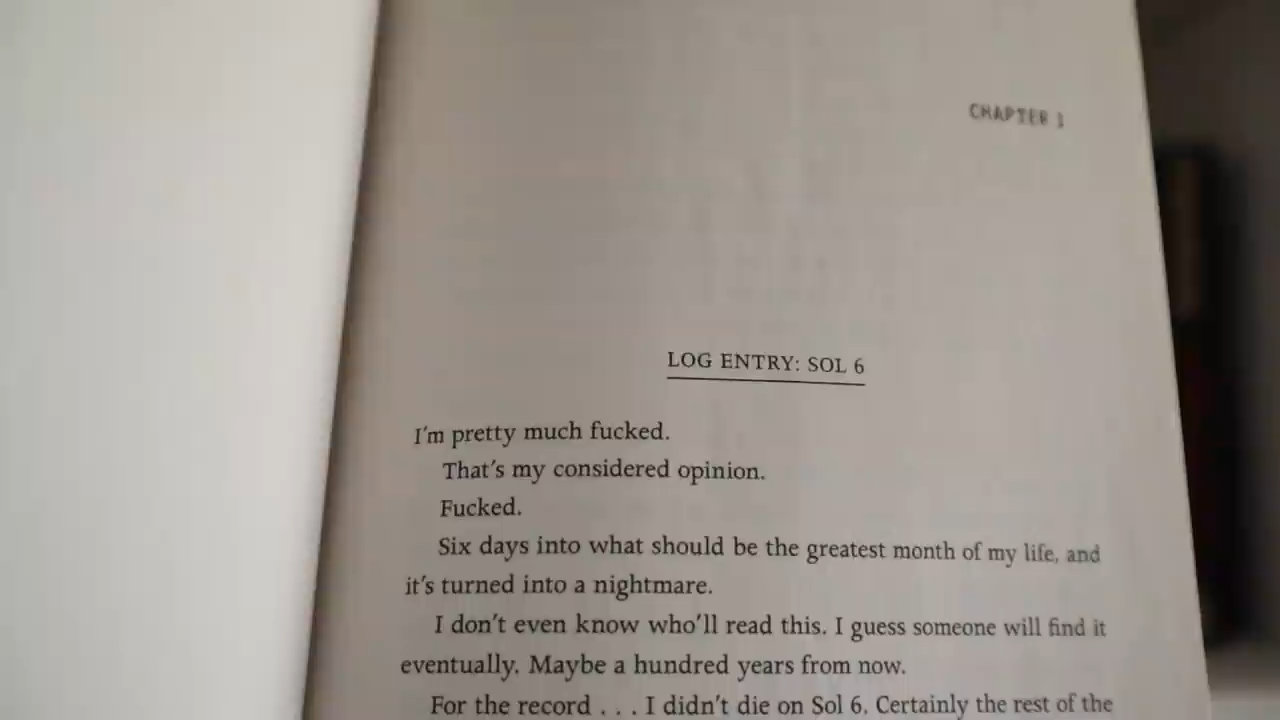 CHAPTER 1
LOG ENTRY: SOL 6
I'm pretty much fucked.
That's my considered opinion.
Fucked.
Six days into what should be the greatest month of my life, and
it's turned into a nightmare.
I don't even know who'll read this. I guess someone will find it
eventually. Maybe a hundred years from now.
For the record . . . I didn't die on Sol 6. Certainly the rest of the